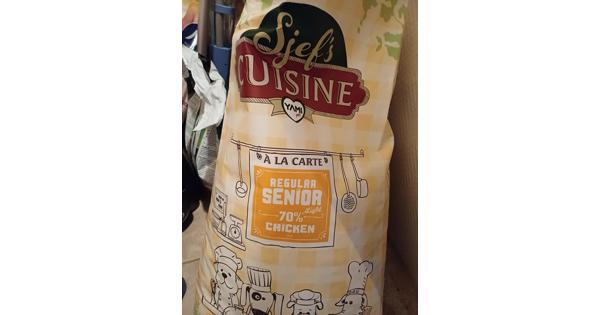 Sjef's
CUISINE
YAMI
À LA CARTE
REGULAR
SENIOR
Light
70%
CHICKEN